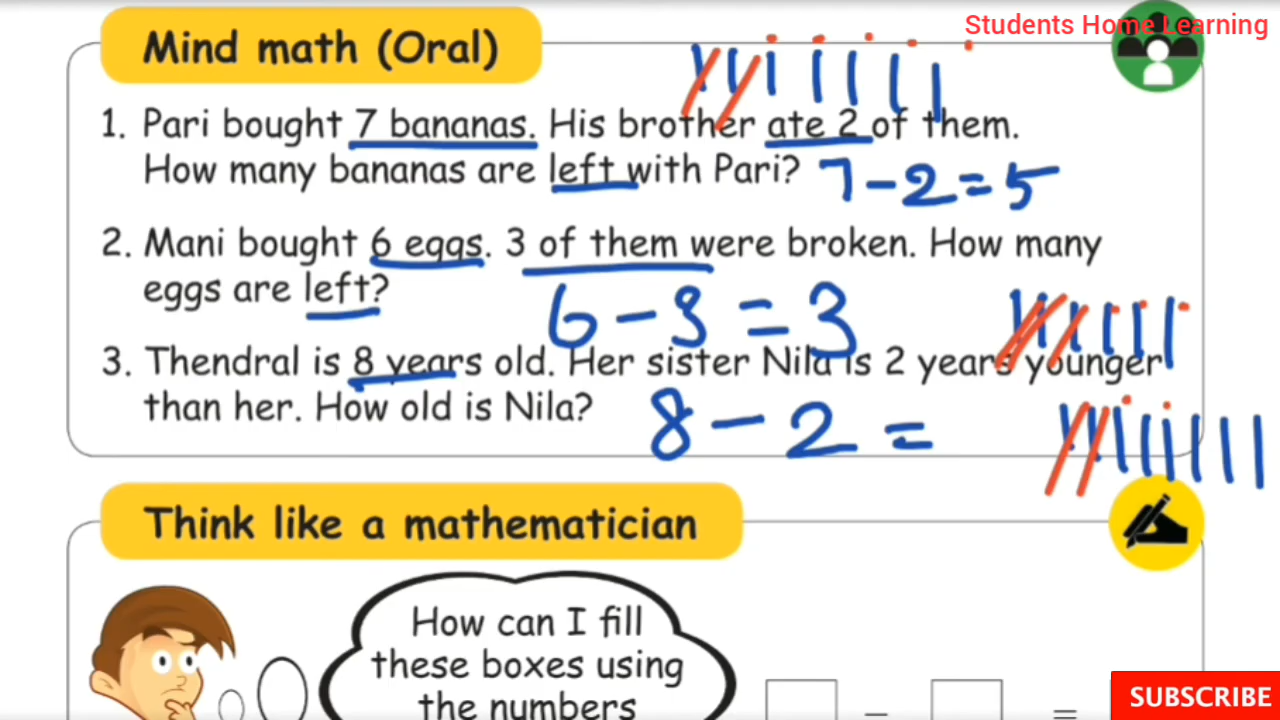 Students Home Learning
Mind math (Oral)
1. Pari bought 7 bananas. His brother ate 2 of them.
How many bananas are left with Pari? 7-2=5
2. Mani bought 6 eggs. 3 of them were broken. How many
eggs are left? 6-3=3
3. Thendral is 8 years old. Her sister Nila is 2 years younger
than her. How old is Nila? 8-2=
Think like a mathematician
How can I fill
these boxes using
the numbers
- =
SUBSCRIBE